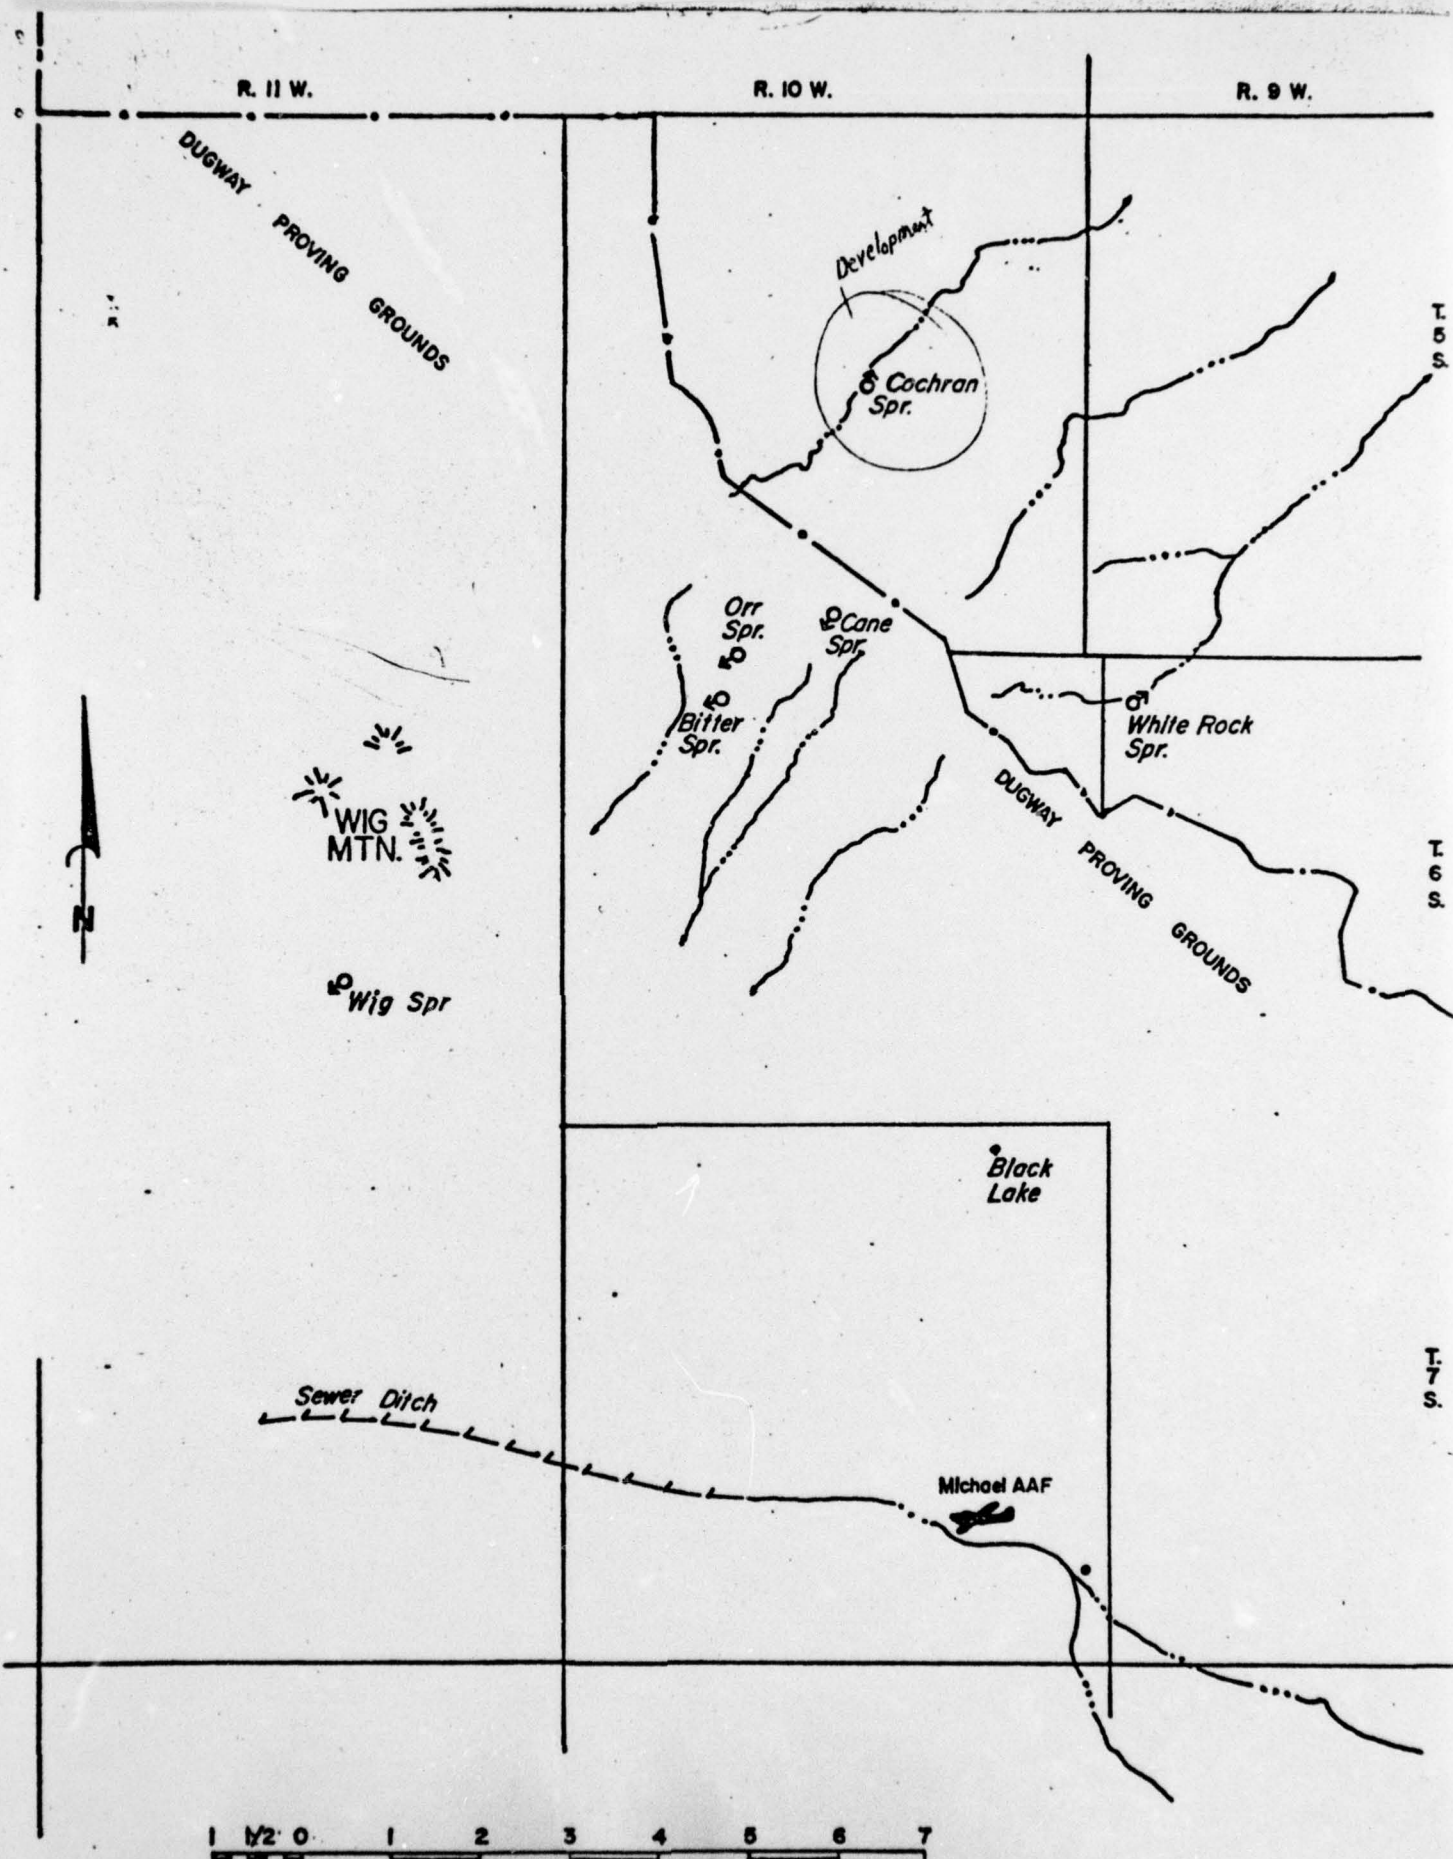 R. 11 W.
R. 10 W.
R. 9 W.
DUGWAY PROVING GROUNDS
Development
T.
5
S.
Cochran
Spr.
Orr
Spr.
Cane
Spr.
Bitter
Spr.
White Rock
Spr.
WIG
MTN.
DUGWAY PROVING GROUNDS
T.
6
S.
N
Wig Spr
Black
Lake
T.
7
S.
Sewer Ditch
Michael AAF
1 1/2 0 1 2 3 4 5 6 7